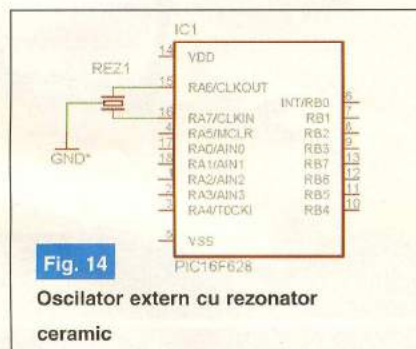 IC1
14 VDD
REZ1
15 RA6/CLKOUT
INT/RB0 6
16 RA7/CLKIN RB1 7
4 RA5/MCLR RB2 8
17 RA0/AIN0 RB3 9
18 RA1/AIN1 RB7 13
1 RA2/AIN2 RB6 12
2 RA3/AIN3 RB5 11
3 RA4/TOCKI RB4 10
GND*
5 VSS
PIC16F628
Fig. 14
Oscilator extern cu rezonator
ceramic